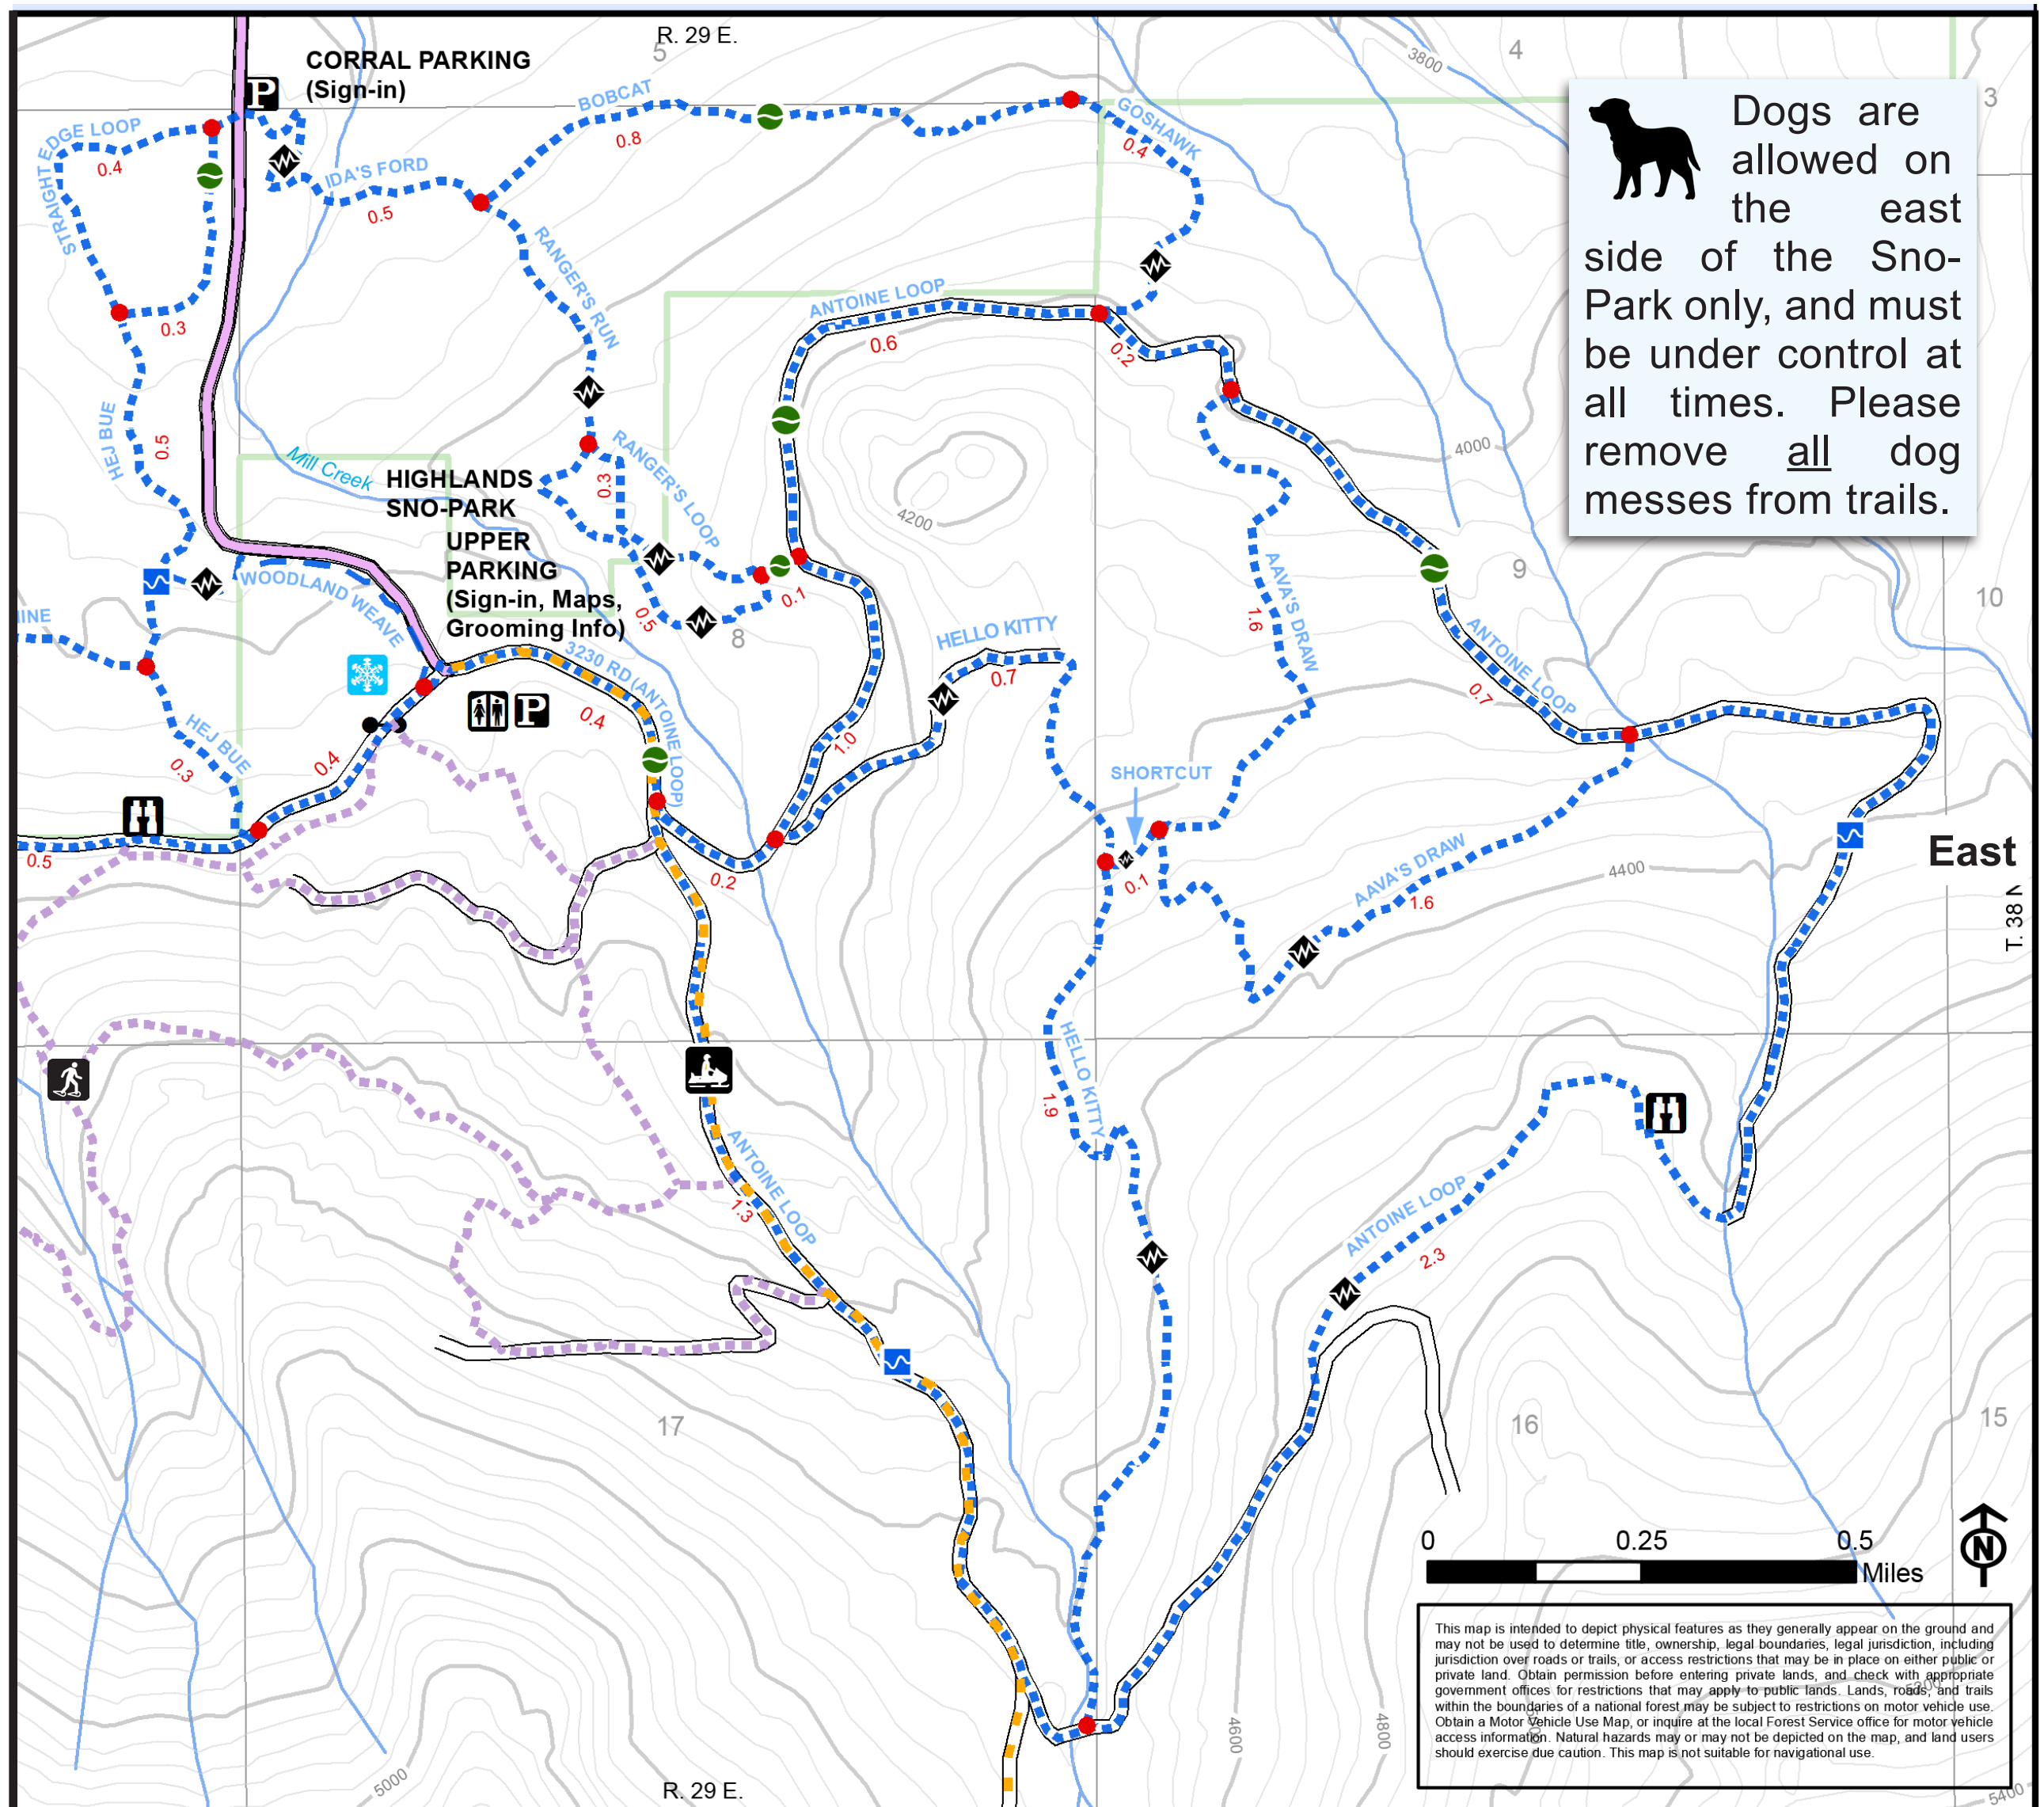 R. 29 E.
5
4
3
3800
CORRAL PARKING
(Sign-in)
P
BOBCAT
0.8
GOSHAWK
0.4
STRAIGHT EDGE LOOP
0.4
IDA'S FORD
0.5
Dogs are
allowed on
the east
side of the Sno-
Park only, and must
be under control at
all times. Please
remove all dog
messes from trails.
RANGER'S RUN
0.3
ANTOINE LOOP
0.6
0.2
HEJ BUE
0.5
Mill Creek
HIGHLANDS
SNO-PARK
UPPER
PARKING
(Sign-in, Maps,
Grooming Info)
RANGER'S LOOP
0.3
4200
4000
9
10
WOODLAND WEAVE
INE
0.5
0.1
8
AAVA'S DRAW
1.6
3230 RD (ANTOINE LOOP)
0.4
P
HELLO KITTY
0.7
ANTOINE LOOP
0.7
HEJ BUE
0.3
0.4
1.0
SHORTCUT
0.1
0.5
0.2
AAVA'S DRAW
1.6
4400
East
T. 38 N
HELLO KITTY
1.9
ANTOINE LOOP
1.3
ANTOINE LOOP
2.3
17
16
15
0 0.25 0.5
Miles
N
This map is intended to depict physical features as they generally appear on the ground and
may not be used to determine title, ownership, legal boundaries, legal jurisdiction, including
jurisdiction over roads or trails, or access restrictions that may be in place on either public or
private land. Obtain permission before entering private lands, and check with appropriate
government offices for restrictions that may apply to public lands. Lands, roads, and trails
within the boundaries of a national forest may be subject to restrictions on motor vehicle use.
Obtain a Motor Vehicle Use Map, or inquire at the local Forest Service office for motor vehicle
access information. Natural hazards may or may not be depicted on the map, and land users
should exercise due caution. This map is not suitable for navigational use.
5200
4600
4800
5000
R. 29 E.
5400